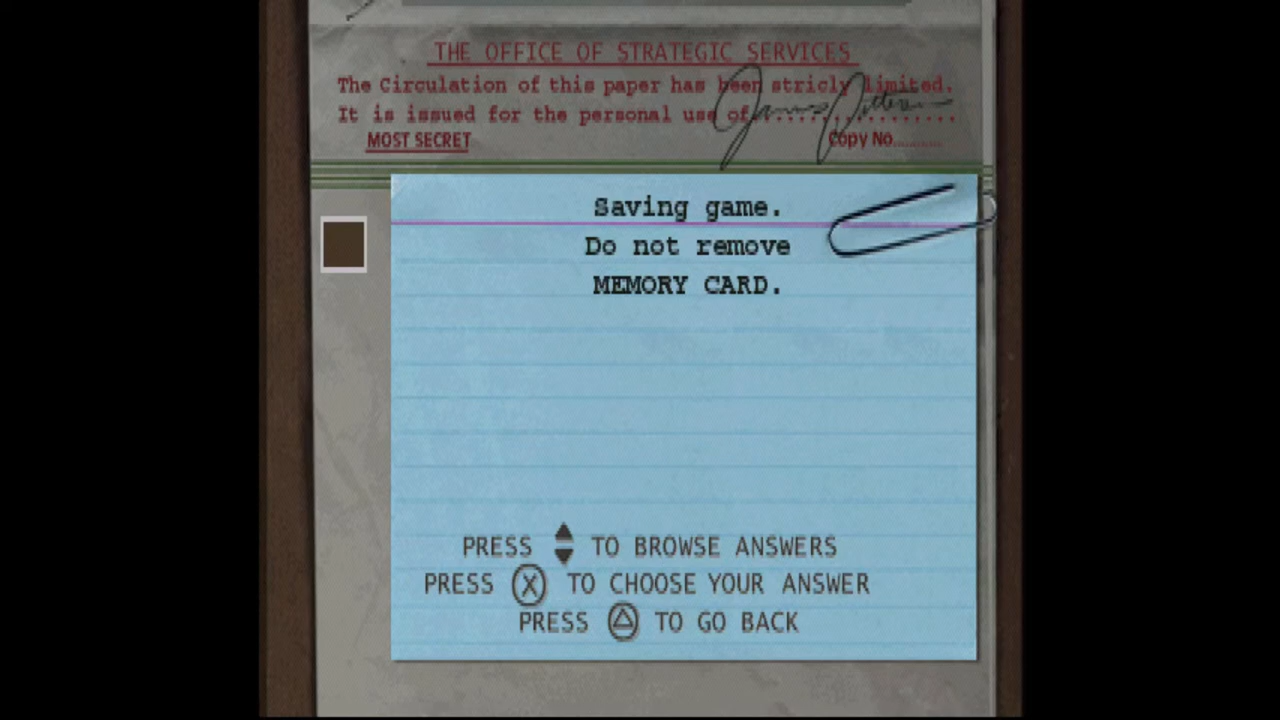 THE OFFICE OF STRATEGIC SERVICES
The Circulation of this paper has been stricly limited.
It is issued for the personal use of..................
MOST SECRET
Copy No...........
Saving game.
Do not remove
MEMORY CARD.
PRESS TO BROWSE ANSWERS
PRESS X TO CHOOSE YOUR ANSWER
PRESS TO GO BACK